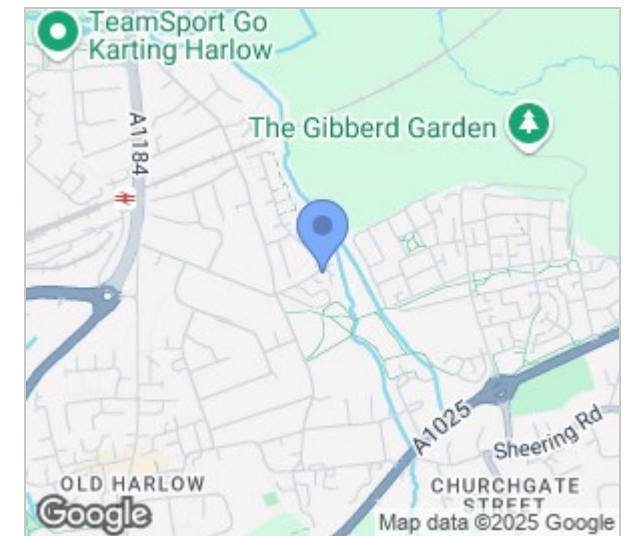 TeamSport Go
Karting Harlow
The Gibberd Garden
A1184
A1025
Sheering Rd
OLD HARLOW
CHURCHGATE
STREET
Google
Map data ©2025 Google